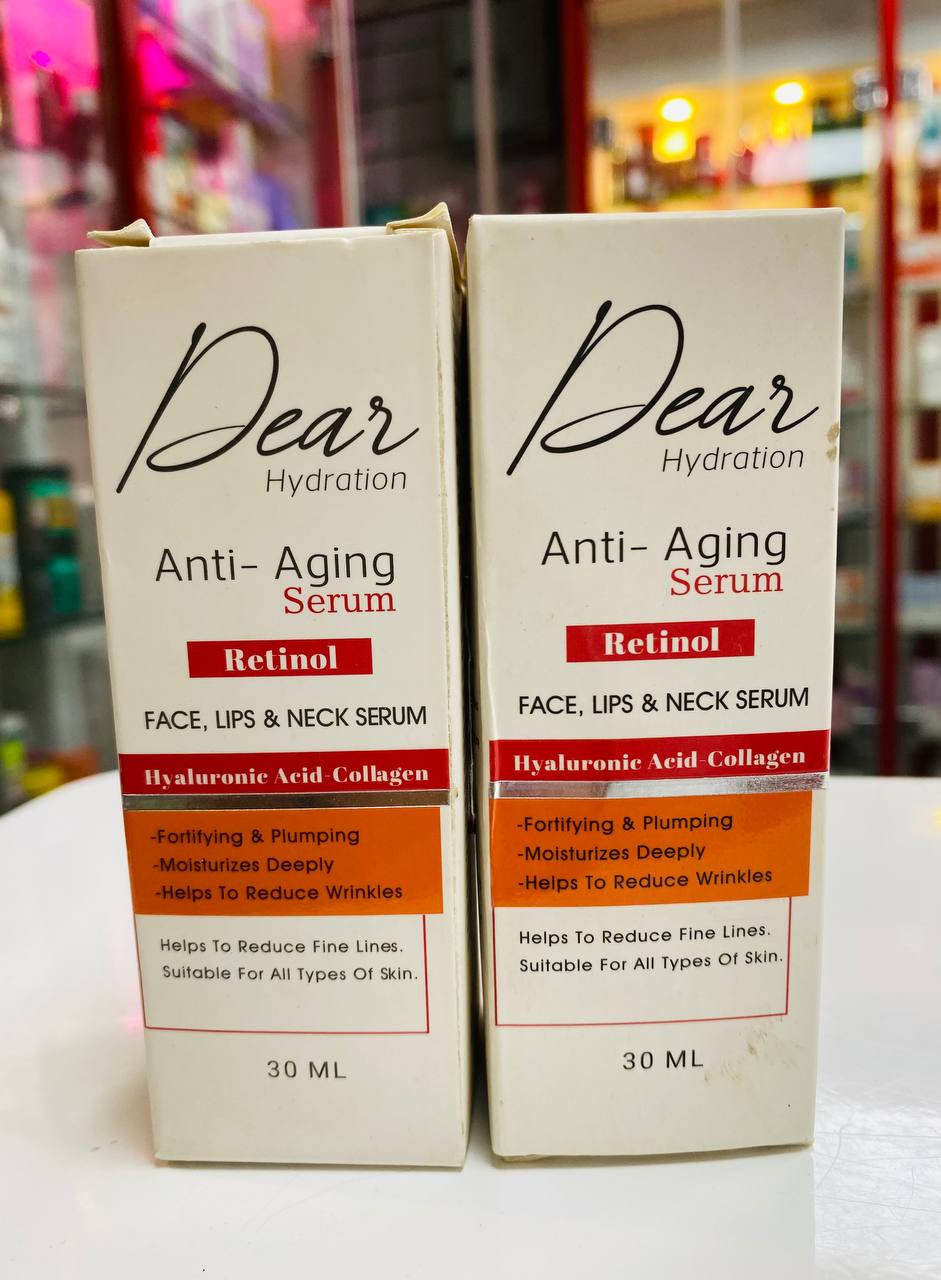 Dear
Hydration
Anti- Aging
Serum
Retinol
FACE, LIPS & NECK SERUM
Hyaluronic Acid-Collagen
-Fortifying & Plumping
-Moisturizes Deeply
-Helps To Reduce Wrinkles
Helps To Reduce Fine Lines.
Suitable For All Types Of Skin.
30 ML
Dear
Hydration
Anti- Aging
Serum
Retinol
FACE, LIPS & NECK SERUM
Hyaluronic Acid-Collagen
-Fortifying & Plumping
-Moisturizes Deeply
-Helps To Reduce Wrinkles
Helps To Reduce Fine Lines.
Suitable For All Types Of Skin.
30 ML